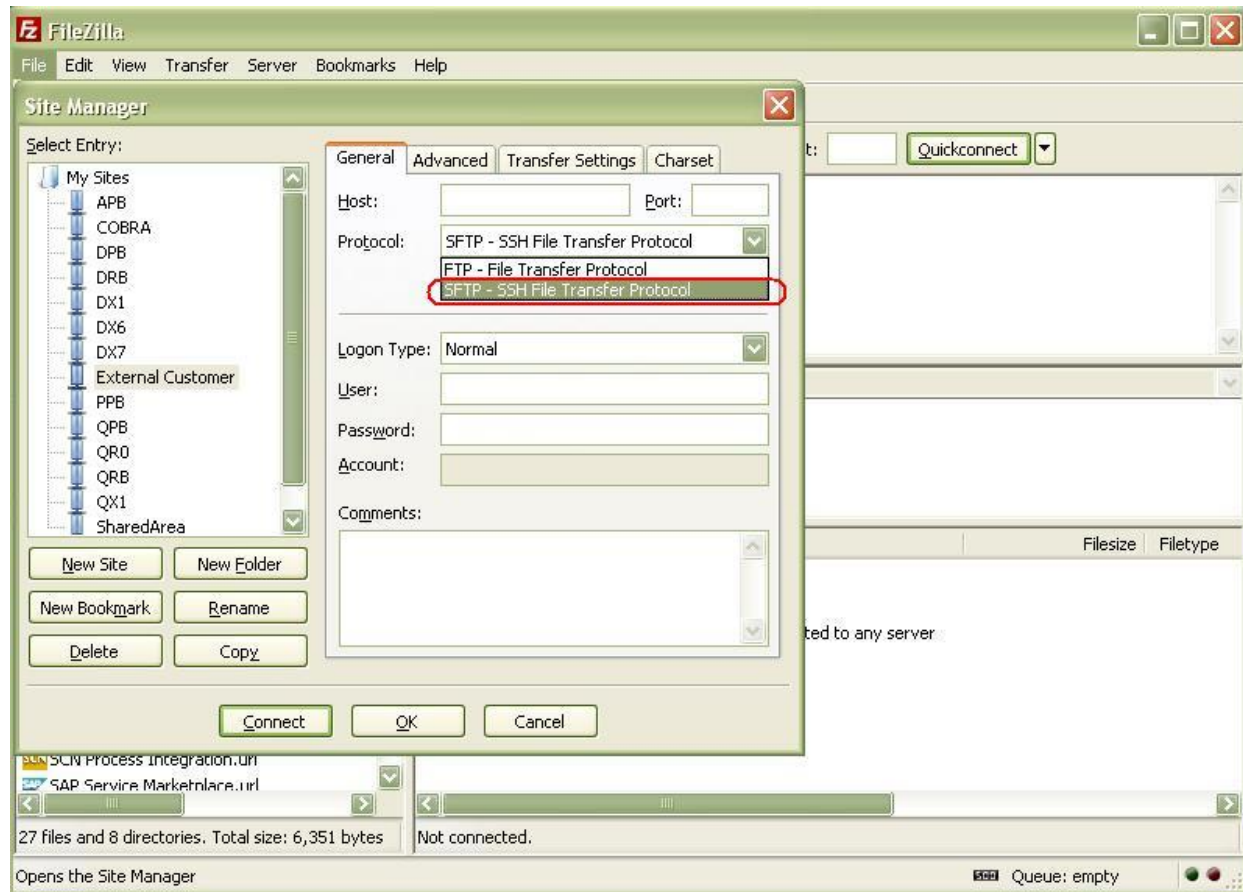 FileZilla
File Edit View Transfer Server Bookmarks Help
Site Manager
Select Entry:
My Sites
APB
COBRA
DPB
DRB
DX1
DX6
DX7
External Customer
PPB
QPB
QR0
QRB
QX1
SharedArea
New Site New Folder
New Bookmark Rename
Delete Copy
General Advanced Transfer Settings Charset
Host: Port:
Protocol: SFTP - SSH File Transfer Protocol
FTP - File Transfer Protocol
SFTP - SSH File Transfer Protocol
Logon Type: Normal
User:
Password:
Account:
Comments:
Connect OK Cancel
t: Quickconnect
Filesize Filetype
ted to any server
SCN Process Integration.url
SAP Service Marketplace.url
27 files and 8 directories. Total size: 6,351 bytes Not connected.
Opens the Site Manager Queue: empty